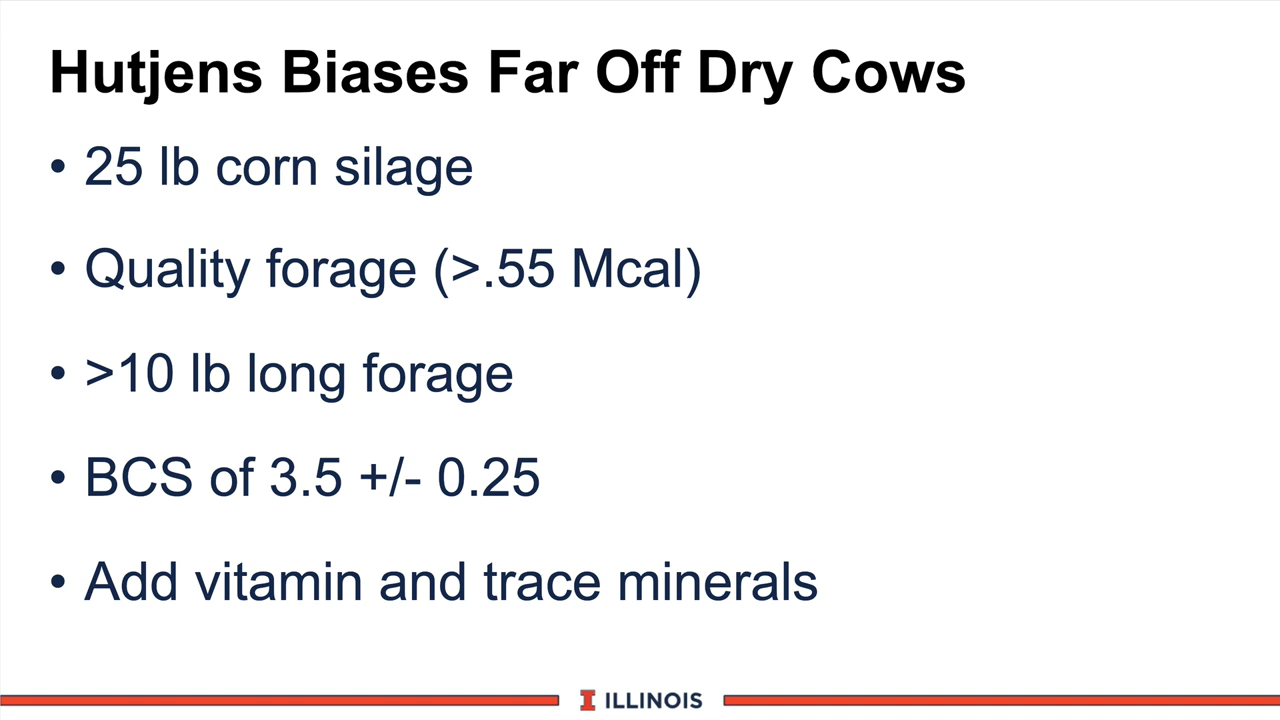 Hutjens Biases Far Off Dry Cows
• 25 lb corn silage
• Quality forage (>.55 Mcal)
• >10 lb long forage
• BCS of 3.5 +/- 0.25
• Add vitamin and trace minerals
I ILLINOIS